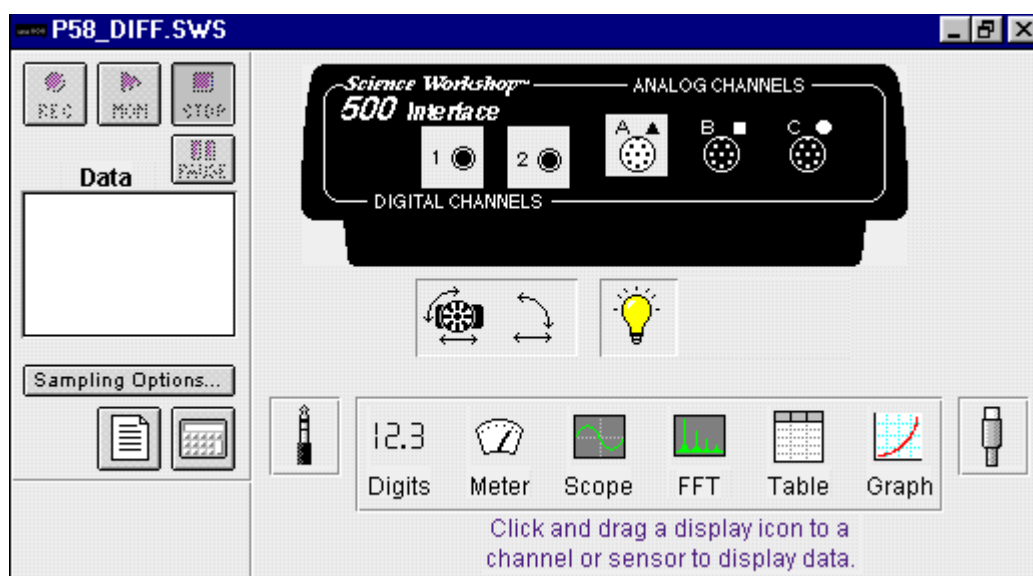 P58_DIFF.SWS
REC
MON
STOP
PAUSE
Data
Sampling Options...
Science Workshop™
500 Interface
ANALOG CHANNELS
A
B
C
1
2
DIGITAL CHANNELS
12.3
Digits
Meter
Scope
FFT
Table
Graph
Click and drag a display icon to a
channel or sensor to display data.